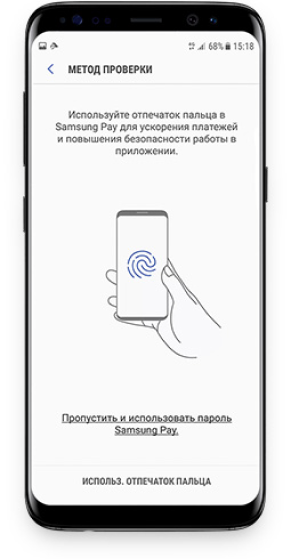 68% 15:18
МЕТОД ПРОВЕРКИ
Используйте отпечаток пальца в
Samsung Pay для ускорения платежей
и повышения безопасности работы в
приложении.
Пропустить и использовать пароль
Samsung Pay.
ИСПОЛЬЗ. ОТПЕЧАТОК ПАЛЬЦА